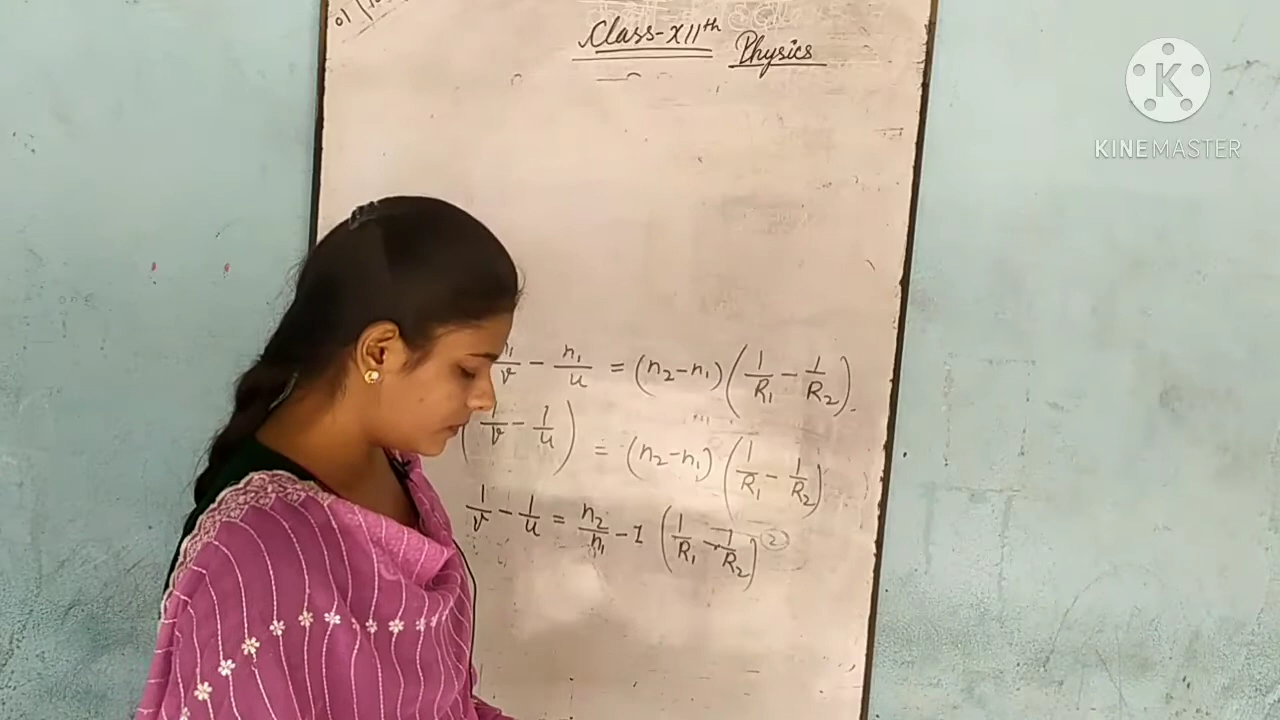 01
Class-XIIth
Physics
K
KINEMASTER
n₁/v - n₁/u = (n₂-n₁) (1/R₁ - 1/R₂)
(1/v - 1/u) = (n₂-n₁) (1/R₁ - 1/R₂)
1/v - 1/u = n₂/n₁ - 1 (1/R₁ - 1/R₂) ②